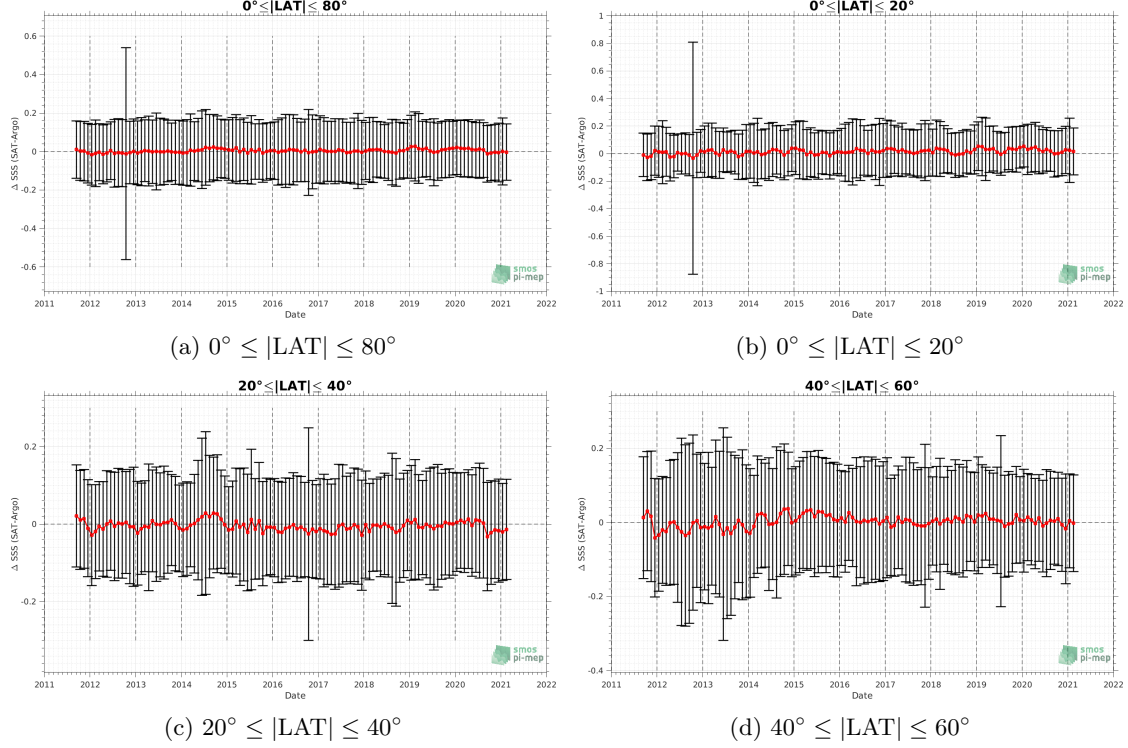 0°≤|LAT|≤ 80°
Δ SSS (SAT-Argo)
0.6
0.4
0.2
0
-0.2
-0.4
-0.6
2011 2012 2013 2014 2015 2016 2017 2018 2019 2020 2021 2022
Date
smos
pi-mep
(a) 0° ≤ |LAT| ≤ 80°
0°≤|LAT|≤ 20°
Δ SSS (SAT-Argo)
1
0.8
0.6
0.4
0.2
0
-0.2
-0.4
-0.6
-0.8
-1
2011 2012 2013 2014 2015 2016 2017 2018 2019 2020 2021 2022
Date
smos
pi-mep
(b) 0° ≤ |LAT| ≤ 20°
20°≤|LAT|≤ 40°
Δ SSS (SAT-Argo)
0.2
0
-0.2
2011 2012 2013 2014 2015 2016 2017 2018 2019 2020 2021 2022
Date
smos
pi-mep
(c) 20° ≤ |LAT| ≤ 40°
40°≤|LAT|≤ 60°
Δ SSS (SAT-Argo)
0.2
0
-0.2
-0.4
2011 2012 2013 2014 2015 2016 2017 2018 2019 2020 2021 2022
Date
smos
pi-mep
(d) 40° ≤ |LAT| ≤ 60°